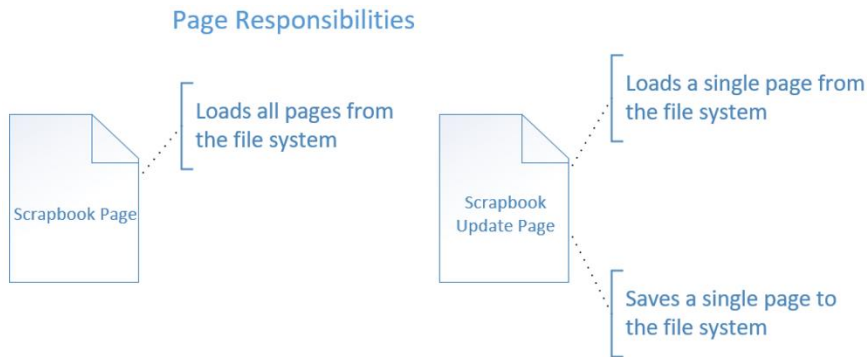 Page Responsibilities
Loads all pages from
the file system
Scrapbook Page
Loads a single page from
the file system
Scrapbook
Update Page
Saves a single page to
the file system